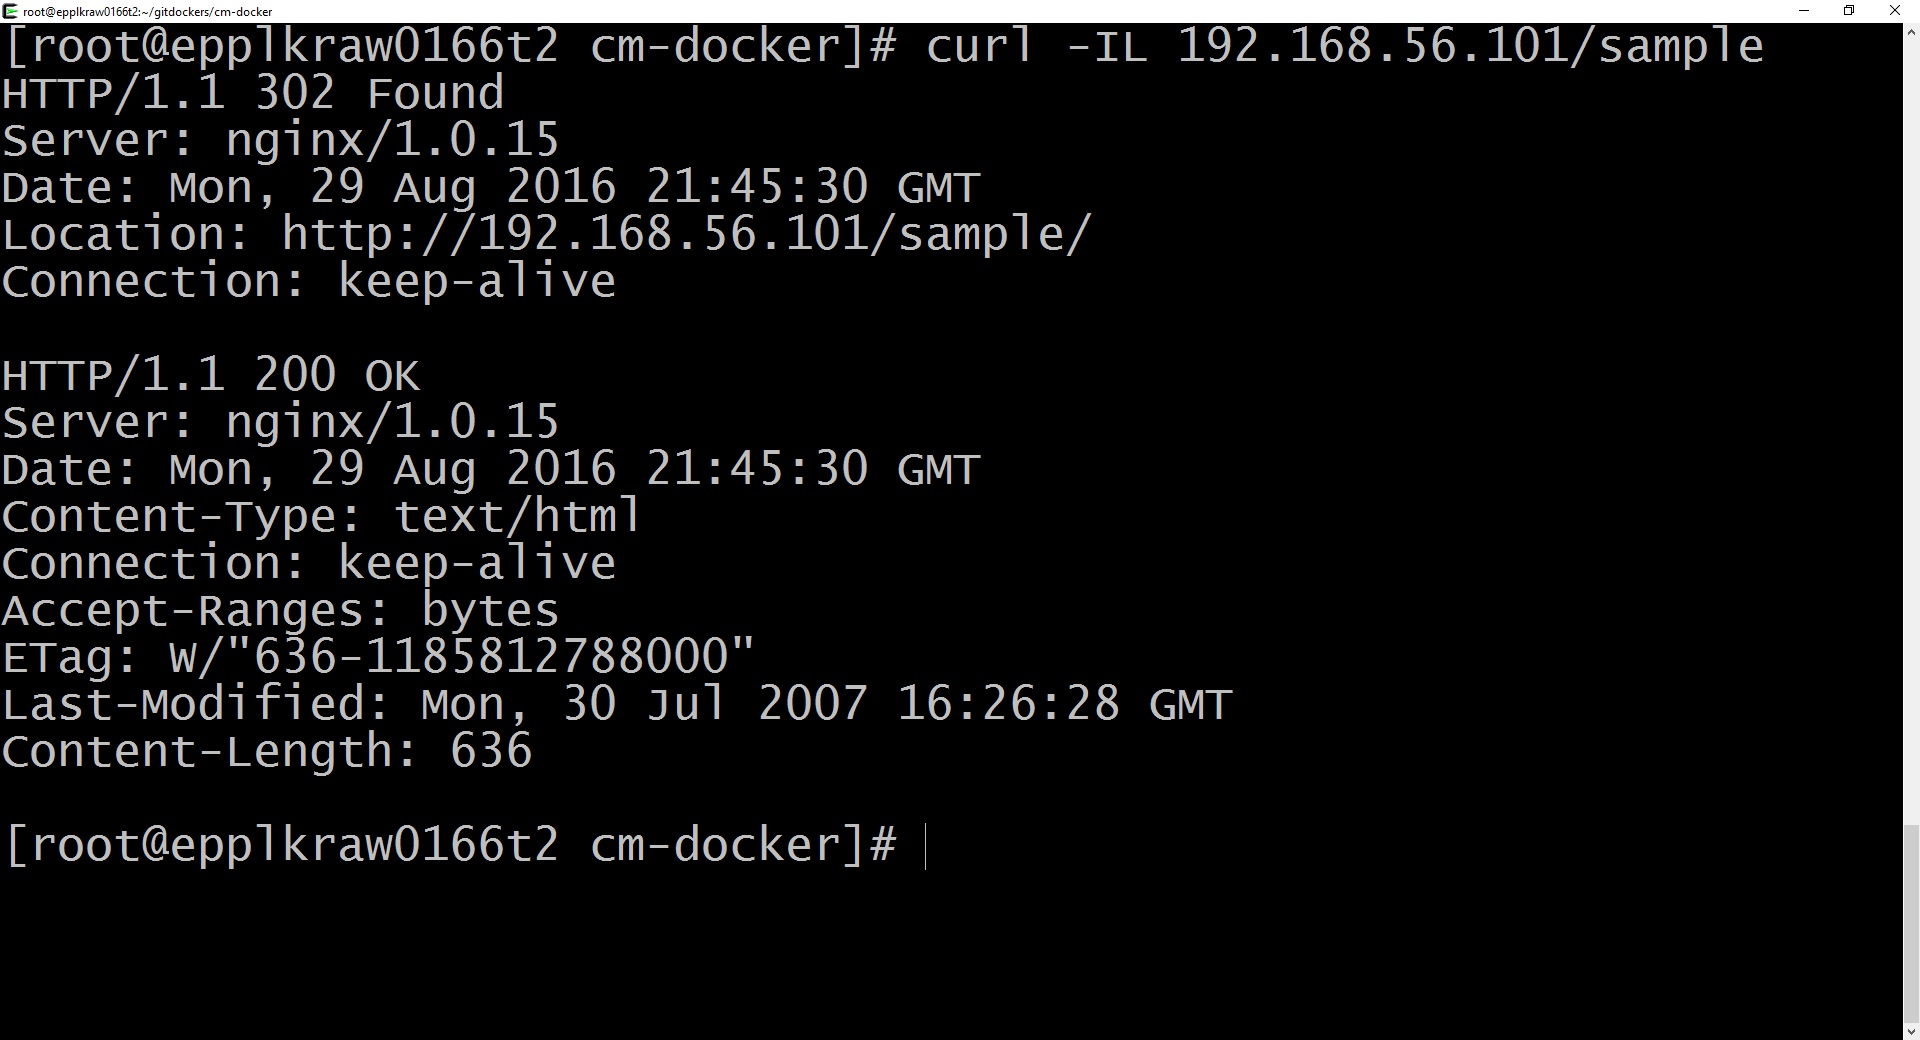 root@epplkraw0166t2:~/gitdockers/cm-docker
[root@epplkraw0166t2 cm-docker]# curl -IL 192.168.56.101/sample
HTTP/1.1 302 Found
Server: nginx/1.0.15
Date: Mon, 29 Aug 2016 21:45:30 GMT
Location: http://192.168.56.101/sample/
Connection: keep-alive

HTTP/1.1 200 OK
Server: nginx/1.0.15
Date: Mon, 29 Aug 2016 21:45:30 GMT
Content-Type: text/html
Connection: keep-alive
Accept-Ranges: bytes
ETag: W/"636-1185812788000"
Last-Modified: Mon, 30 Jul 2007 16:26:28 GMT
Content-Length: 636

[root@epplkraw0166t2 cm-docker]#